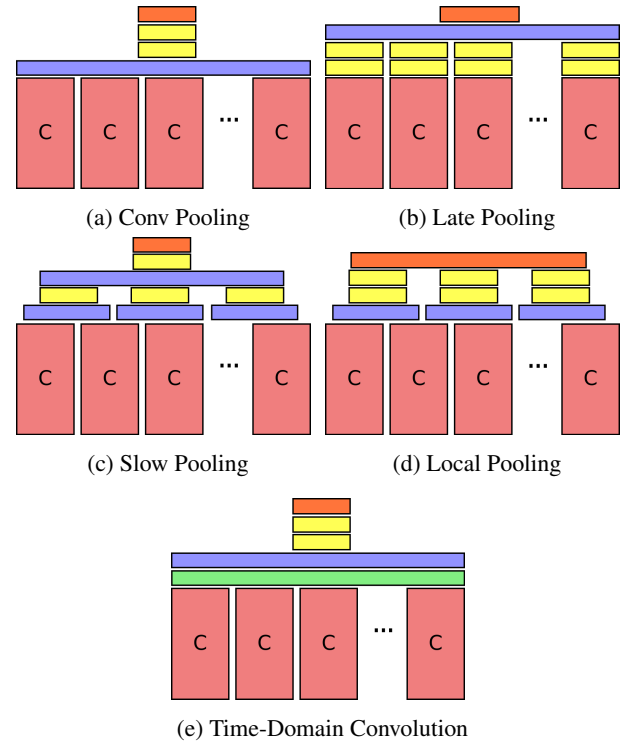 C C C ... C
C C C ... C
(a) Conv Pooling
(b) Late Pooling
C C C ... C
C C C ... C
(c) Slow Pooling
(d) Local Pooling
C C C ... C
(e) Time-Domain Convolution